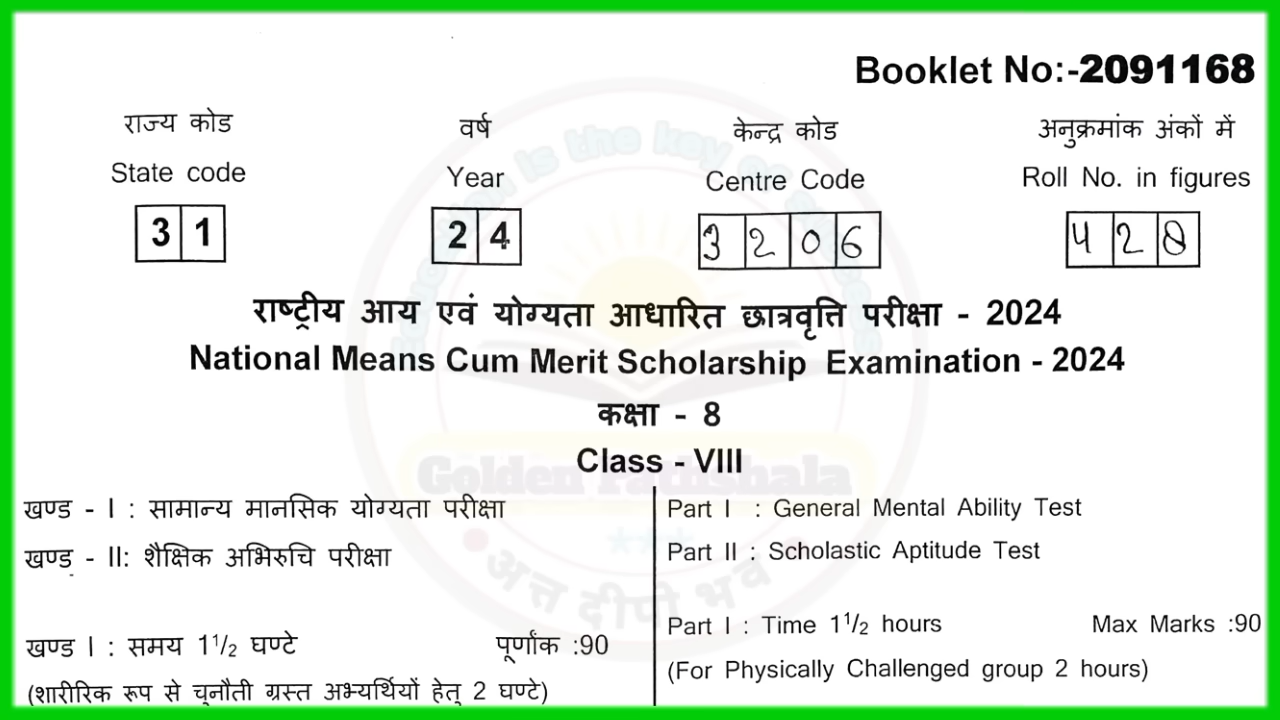 Booklet No:-2091168
राज्य कोड वर्ष केन्द्र कोड अनुक्रमांक अंकों में
State code Year Centre Code Roll No. in figures
3 1 2 4 3 2 0 6 4 2 8
राष्ट्रीय आय एवं योग्यता आधारित छात्रवृत्ति परीक्षा - 2024
National Means Cum Merit Scholarship Examination - 2024
कक्षा - 8
Class - VIII
Golden Pathshala
खण्ड - I : सामान्य मानसिक योग्यता परीक्षा
खण्ड - II: शैक्षिक अभिरुचि परीक्षा
खण्ड I : समय 1¹/₂ घण्टे पूर्णांक :90
(शारीरिक रूप से चुनौती ग्रस्त अभ्यर्थियों हेतु 2 घण्टे)
Part I : General Mental Ability Test
Part II : Scholastic Aptitude Test
अत्त दीपो भव
Part I : Time 1¹/₂ hours Max Marks :90
(For Physically Challenged group 2 hours)